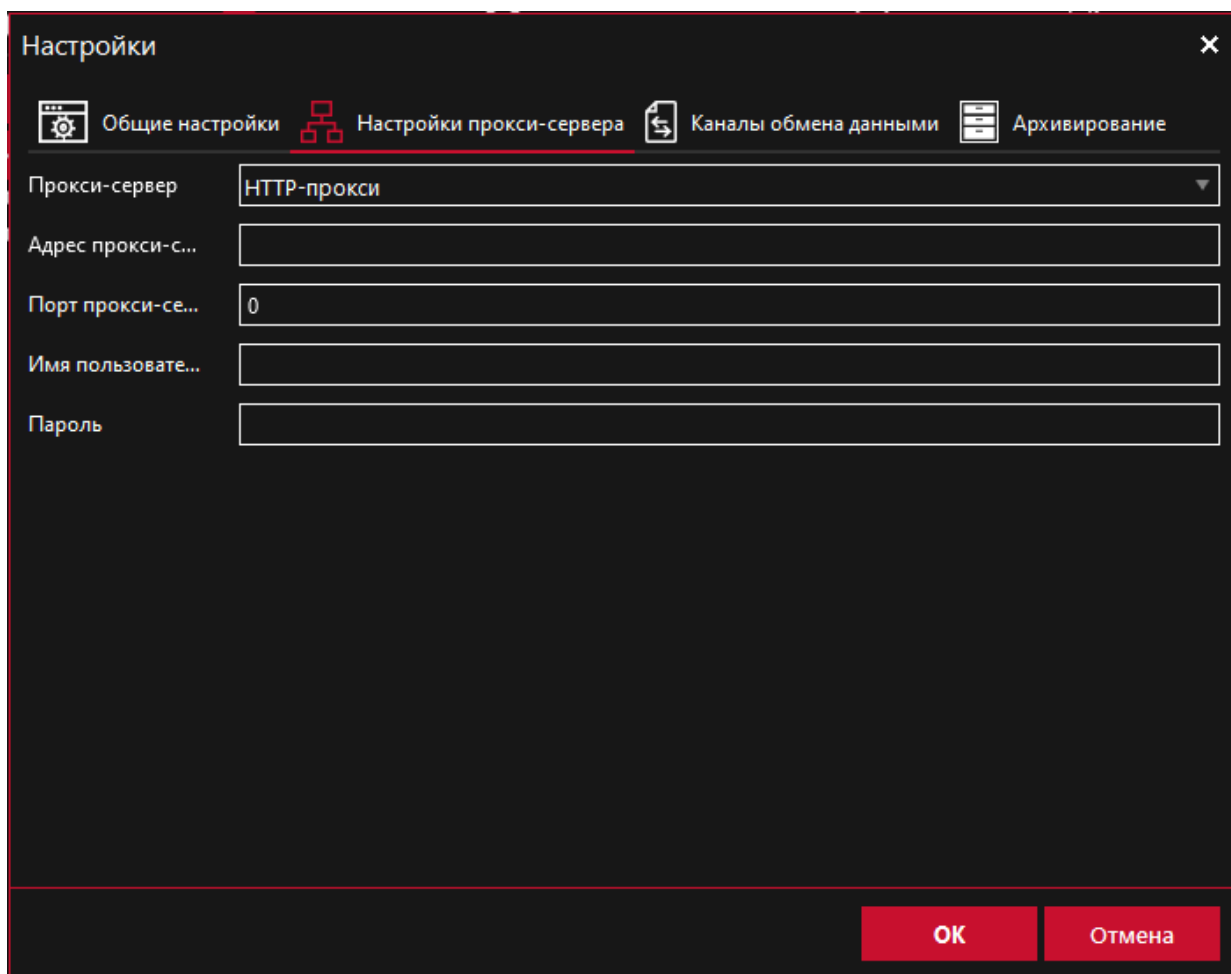 Настройки
Общие настройки Настройки прокси-сервера Каналы обмена данными Архивирование
Прокси-сервер HTTP-прокси
Адрес прокси-с...
Порт прокси-се... 0
Имя пользовате...
Пароль
ОК Отмена